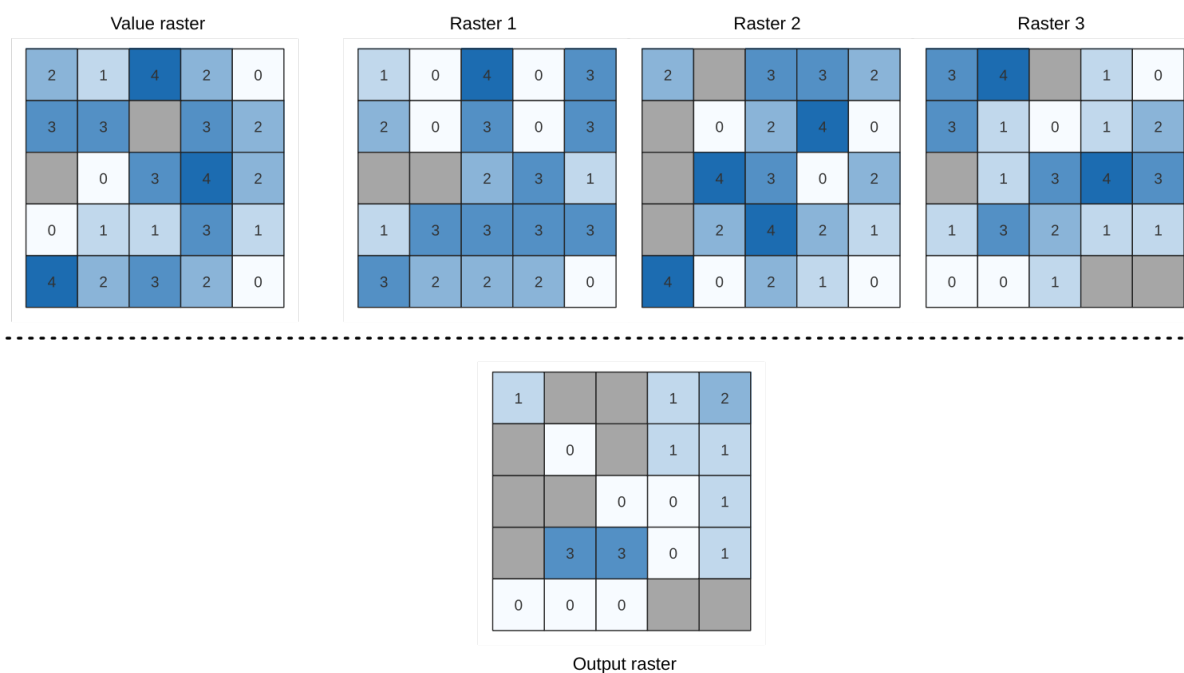 Value raster Raster 1 Raster 2 Raster 3
2 1 4 2 0 1 0 4 0 3 2 3 3 2 3 4 1 0
3 3 3 2 2 0 3 0 3 0 2 4 0 3 1 0 1 2
0 3 4 2 2 3 1 4 3 0 2 1 3 4 3
0 1 1 3 1 1 3 3 3 3 2 4 2 1 1 3 2 1 1
4 2 3 2 0 3 2 2 2 0 4 0 2 1 0 0 0 1
1 1 2
0 1 1
0 0 1
3 3 0 1
0 0 0
Output raster